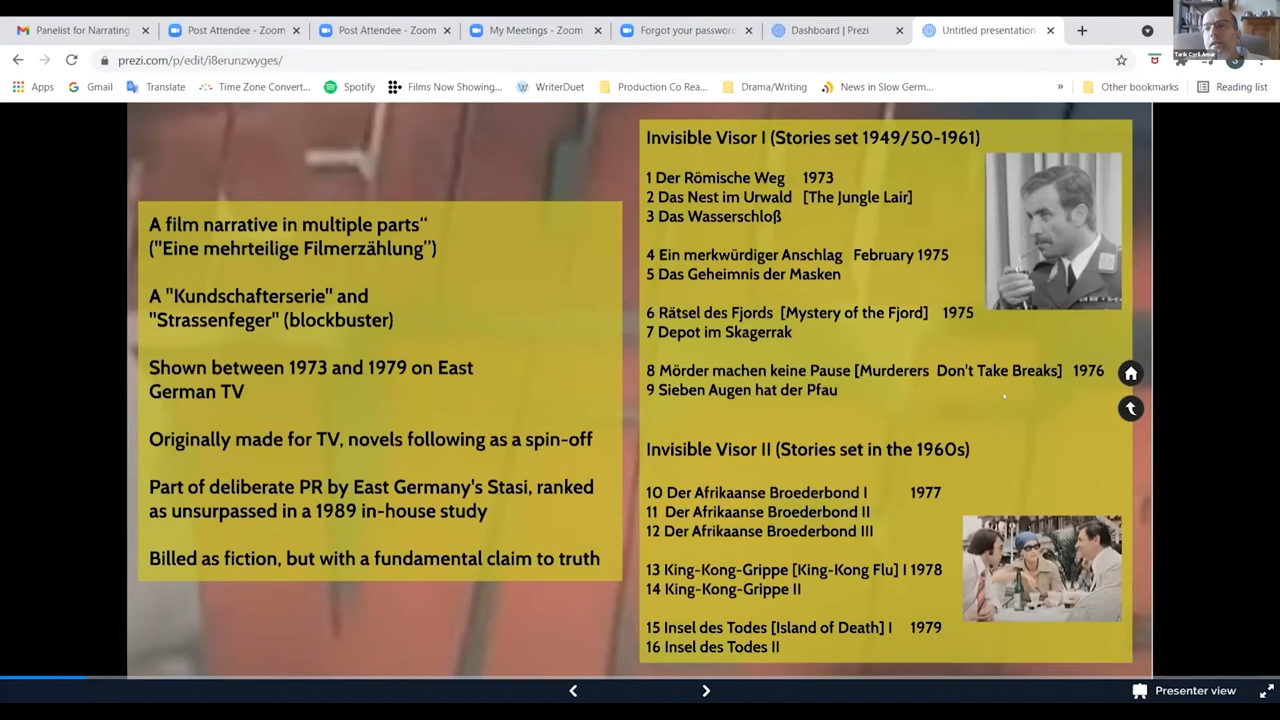 Panelist for Narrating
Post Attendee - Zoom
Post Attendee - Zoom
My Meetings - Zoom
Forgot your password
Dashboard | Prezi
Untitled presentation
prezi.com/p/edit/i8erunzwyges/
Tarik Cyril Amar
Apps
Gmail
Translate
Time Zone Convert...
Spotify
Films Now Showing...
WriterDuet
Production Co Rea...
Drama/Writing
News in Slow Germ...
»
Other bookmarks
Reading list
A film narrative in multiple parts“
("Eine mehrteilige Filmerzählung”)
A "Kundschafterserie" and
"Strassenfeger" (blockbuster)
Shown between 1973 and 1979 on East
German TV
Originally made for TV, novels following as a spin-off
Part of deliberate PR by East Germany's Stasi, ranked
as unsurpassed in a 1989 in-house study
Billed as fiction, but with a fundamental claim to truth
Invisible Visor I (Stories set 1949/50-1961)
1 Der Römische Weg 1973
2 Das Nest im Urwald [The Jungle Lair]
3 Das Wasserschloß
4 Ein merkwürdiger Anschlag February 1975
5 Das Geheimnis der Masken
6 Rätsel des Fjords [Mystery of the Fjord] 1975
7 Depot im Skagerrak
8 Mörder machen keine Pause [Murderers Don't Take Breaks] 1976
9 Sieben Augen hat der Pfau
Invisible Visor II (Stories set in the 1960s)
10 Der Afrikaanse Broederbond I 1977
11 Der Afrikaanse Broederbond II
12 Der Afrikaanse Broederbond III
13 King-Kong-Grippe [King-Kong Flu] I 1978
14 King-Kong-Grippe II
15 Insel des Todes [Island of Death] I 1979
16 Insel des Todes II
Presenter view